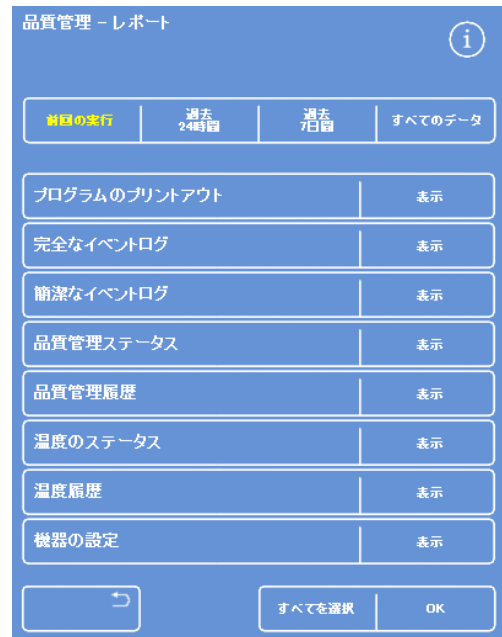 品質管理 – レポート
i
前回の実行
過去
24時間
過去
7日間
すべてのデータ
プログラムのプリントアウト
表示
完全なイベントログ
表示
簡潔なイベントログ
表示
品質管理ステータス
表示
品質管理履歴
表示
温度のステータス
表示
温度履歴
表示
機器の設定
表示
すべてを選択
OK